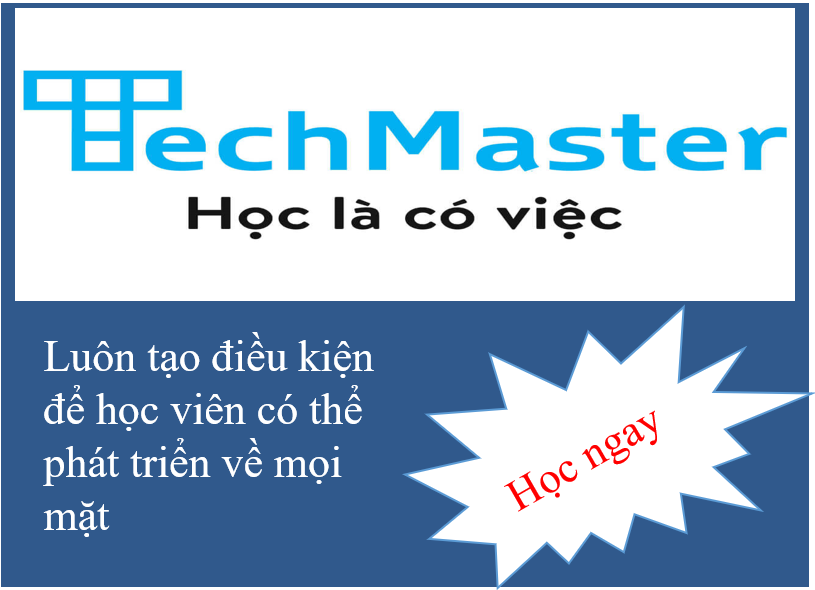 TechMaster
Học là có việc
Luôn tạo điều kiện
để học viên có thể
phát triển về mọi
mặt
Học ngay